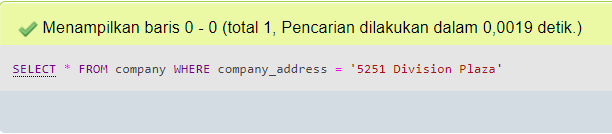 Menampilkan baris 0 - 0 (total 1, Pencarian dilakukan dalam 0,0019 detik.)
SELECT * FROM company WHERE company_address = '5251 Division Plaza'